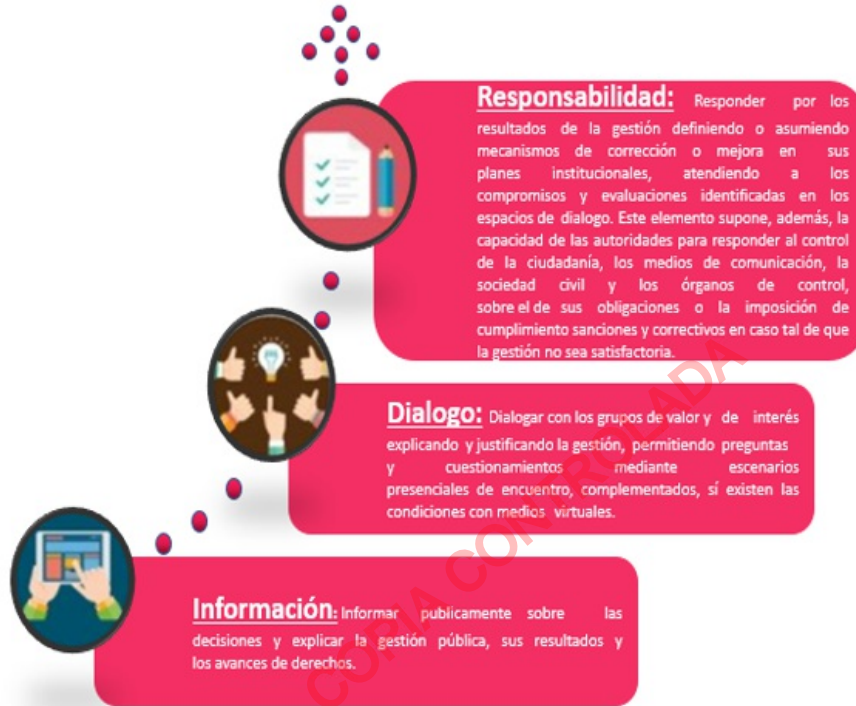 Responsabilidad: Responder por los
resultados de la gestión definiendo o asumiendo
mecanismos de corrección o mejora en sus
planes institucionales, atendiendo a los
compromisos y evaluaciones identificadas en los
espacios de dialogo. Este elemento supone, además, la
capacidad de las autoridades para responder al control
de la ciudadanía, los medios de comunicación, la
sociedad civil y los órganos de control,
sobre el de sus obligaciones o la imposición de
cumplimiento sanciones y correctivos en caso tal de que
la gestión no sea satisfactoria.
Dialogo: Dialogar con los grupos de valor y de interés
explicando y justificando la gestión, permitiendo preguntas
y cuestionamientos mediante escenarios
presenciales de encuentro, complementados, sí existen las
condiciones con medios virtuales.
Información: Informar publicamente sobre las
decisiones y explicar la gestión pública, sus resultados y
los avances de derechos.
COPIA CONTROLADA